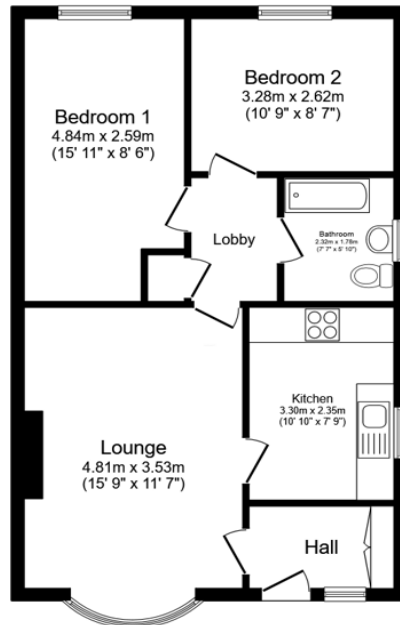 Bedroom 1
4.84m x 2.59m
(15' 11" x 8' 6")
Bedroom 2
3.28m x 2.62m
(10' 9" x 8' 7")
Lobby
Bathroom
2.32m x 1.78m
(7' 7" x 5' 10")
Lounge
4.81m x 3.53m
(15' 9" x 11' 7")
Kitchen
3.30m x 2.35m
(10' 10" x 7' 9")
Hall